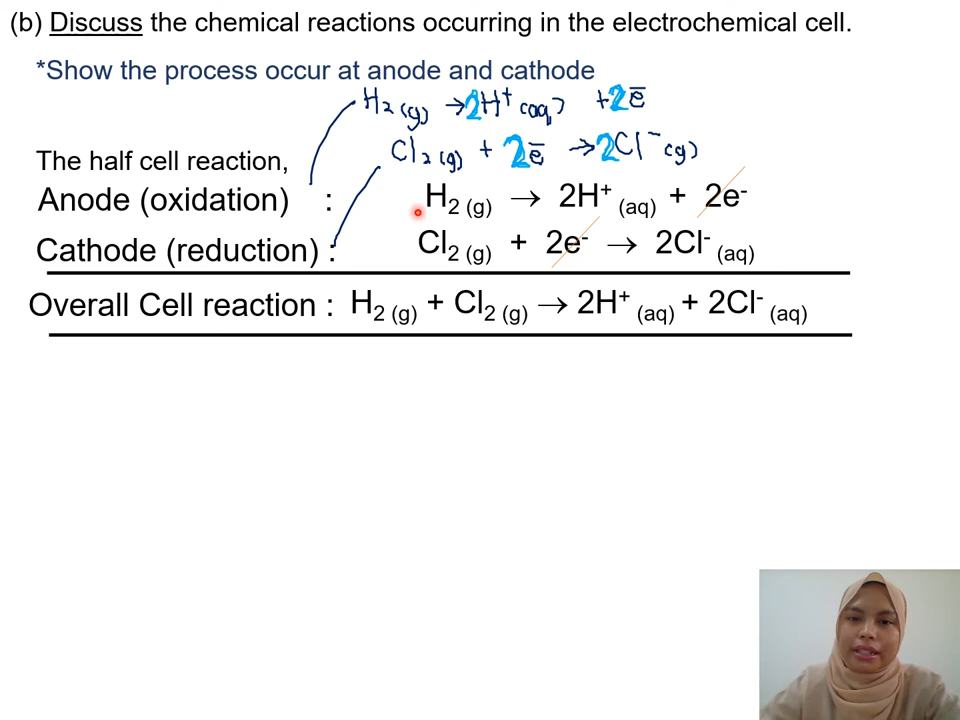 (b) Discuss the chemical reactions occurring in the electrochemical cell.
*Show the process occur at anode and cathode
H₂ (g) → 2H⁺ (aq) + 2e⁻
Cl₂ (g) + 2e⁻ → 2Cl⁻ (g)
The half cell reaction,
Anode (oxidation) : H₂ (g) → 2H⁺ (aq) + 2e⁻
Cathode (reduction) : Cl₂ (g) + 2e⁻ → 2Cl⁻ (aq)
Overall Cell reaction : H₂ (g) + Cl₂ (g) → 2H⁺ (aq) + 2Cl⁻ (aq)